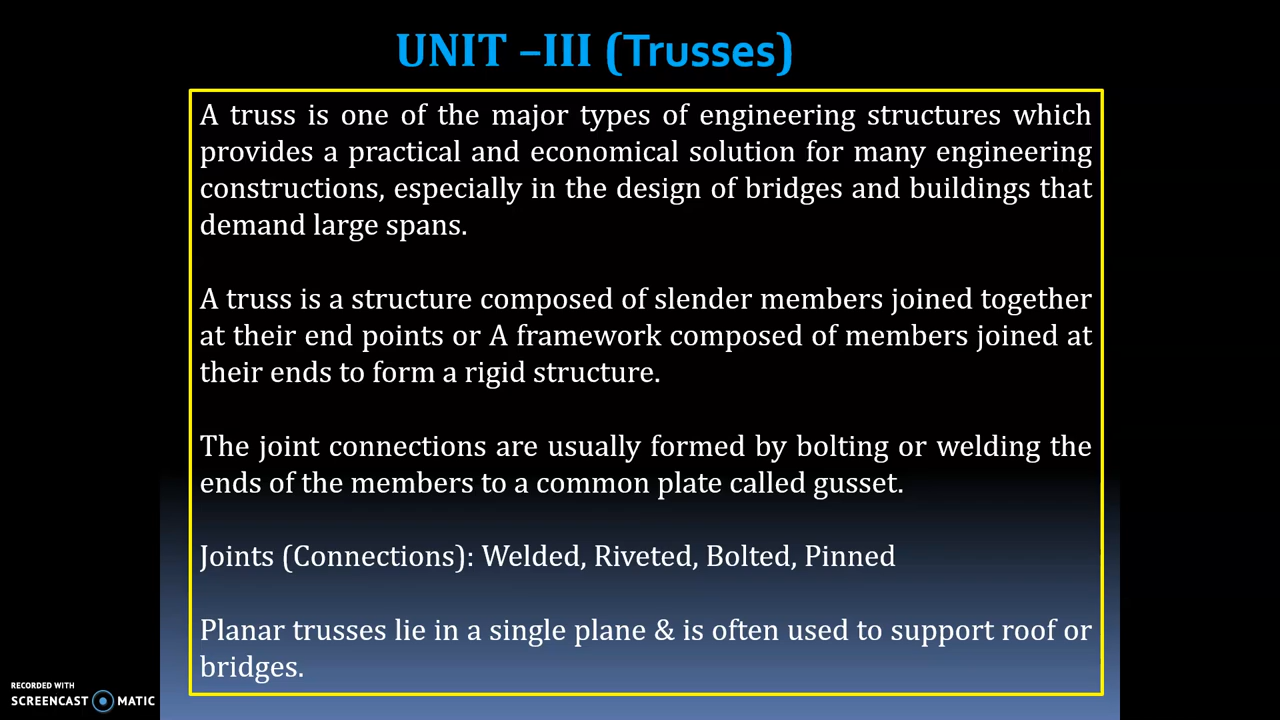 UNIT –III (Trusses)
A truss is one of the major types of engineering structures which
provides a practical and economical solution for many engineering
constructions, especially in the design of bridges and buildings that
demand large spans.
A truss is a structure composed of slender members joined together
at their end points or A framework composed of members joined at
their ends to form a rigid structure.
The joint connections are usually formed by bolting or welding the
ends of the members to a common plate called gusset.
Joints (Connections): Welded, Riveted, Bolted, Pinned
Planar trusses lie in a single plane & is often used to support roof or
bridges.
RECORDED WITH
SCREENCAST MATIC